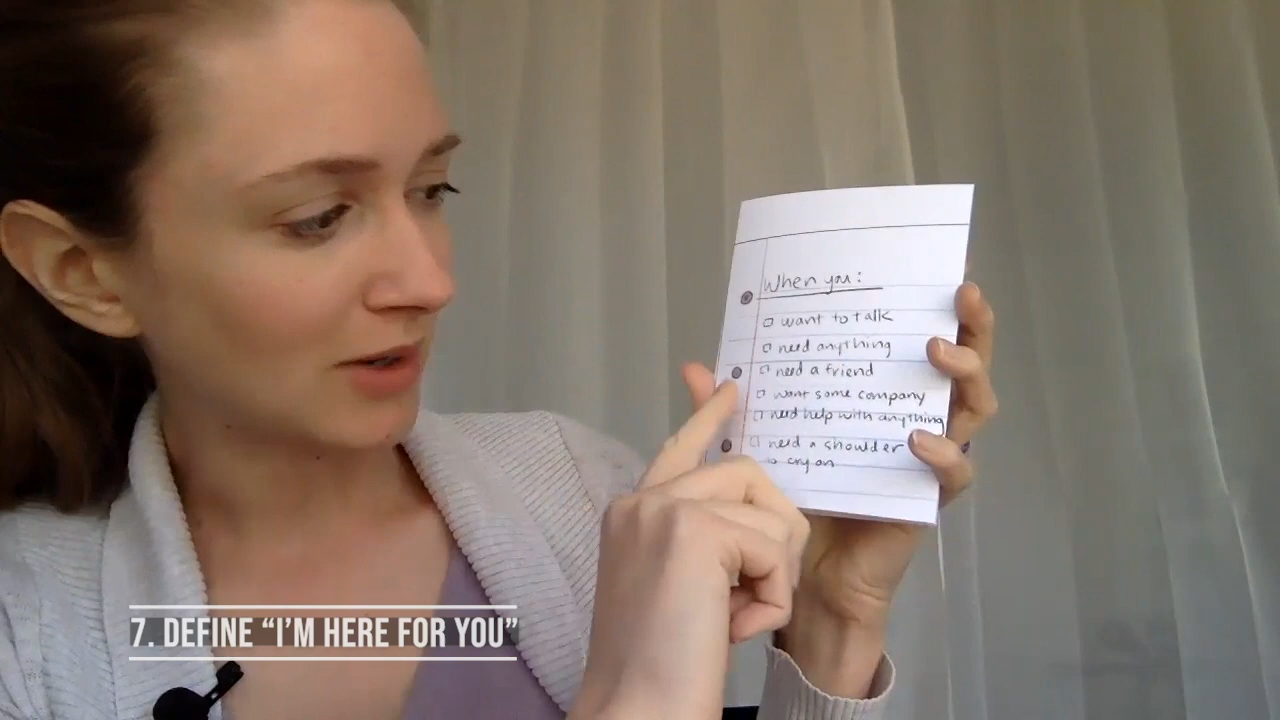 When you:
want to talk
need anything
need a friend
want some company
need help with anything
need a shoulder
to cry on
7. DEFINE “I’M HERE FOR YOU”